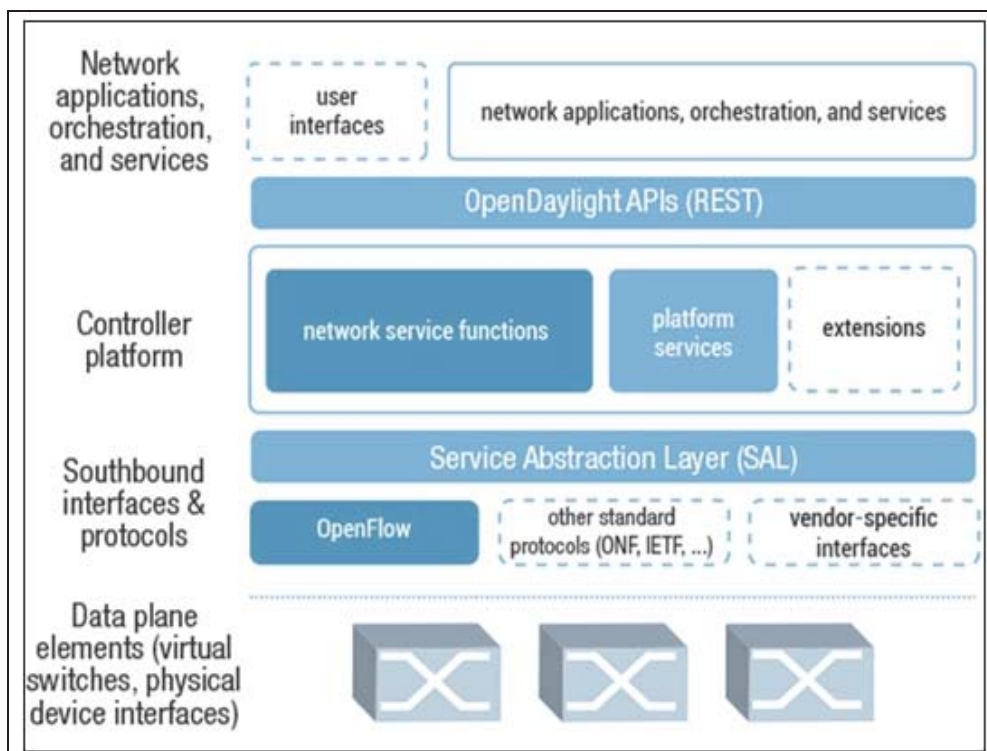 Network
applications,
orchestration,
and services
user
interfaces
network applications, orchestration, and services
OpenDaylight APIs (REST)
Controller
platform
network service functions
platform
services
extensions
Southbound
interfaces &
protocols
Service Abstraction Layer (SAL)
OpenFlow
other standard
protocols (ONF, IETF, ...)
vendor-specific
interfaces
Data plane
elements (virtual
switches, physical
device interfaces)